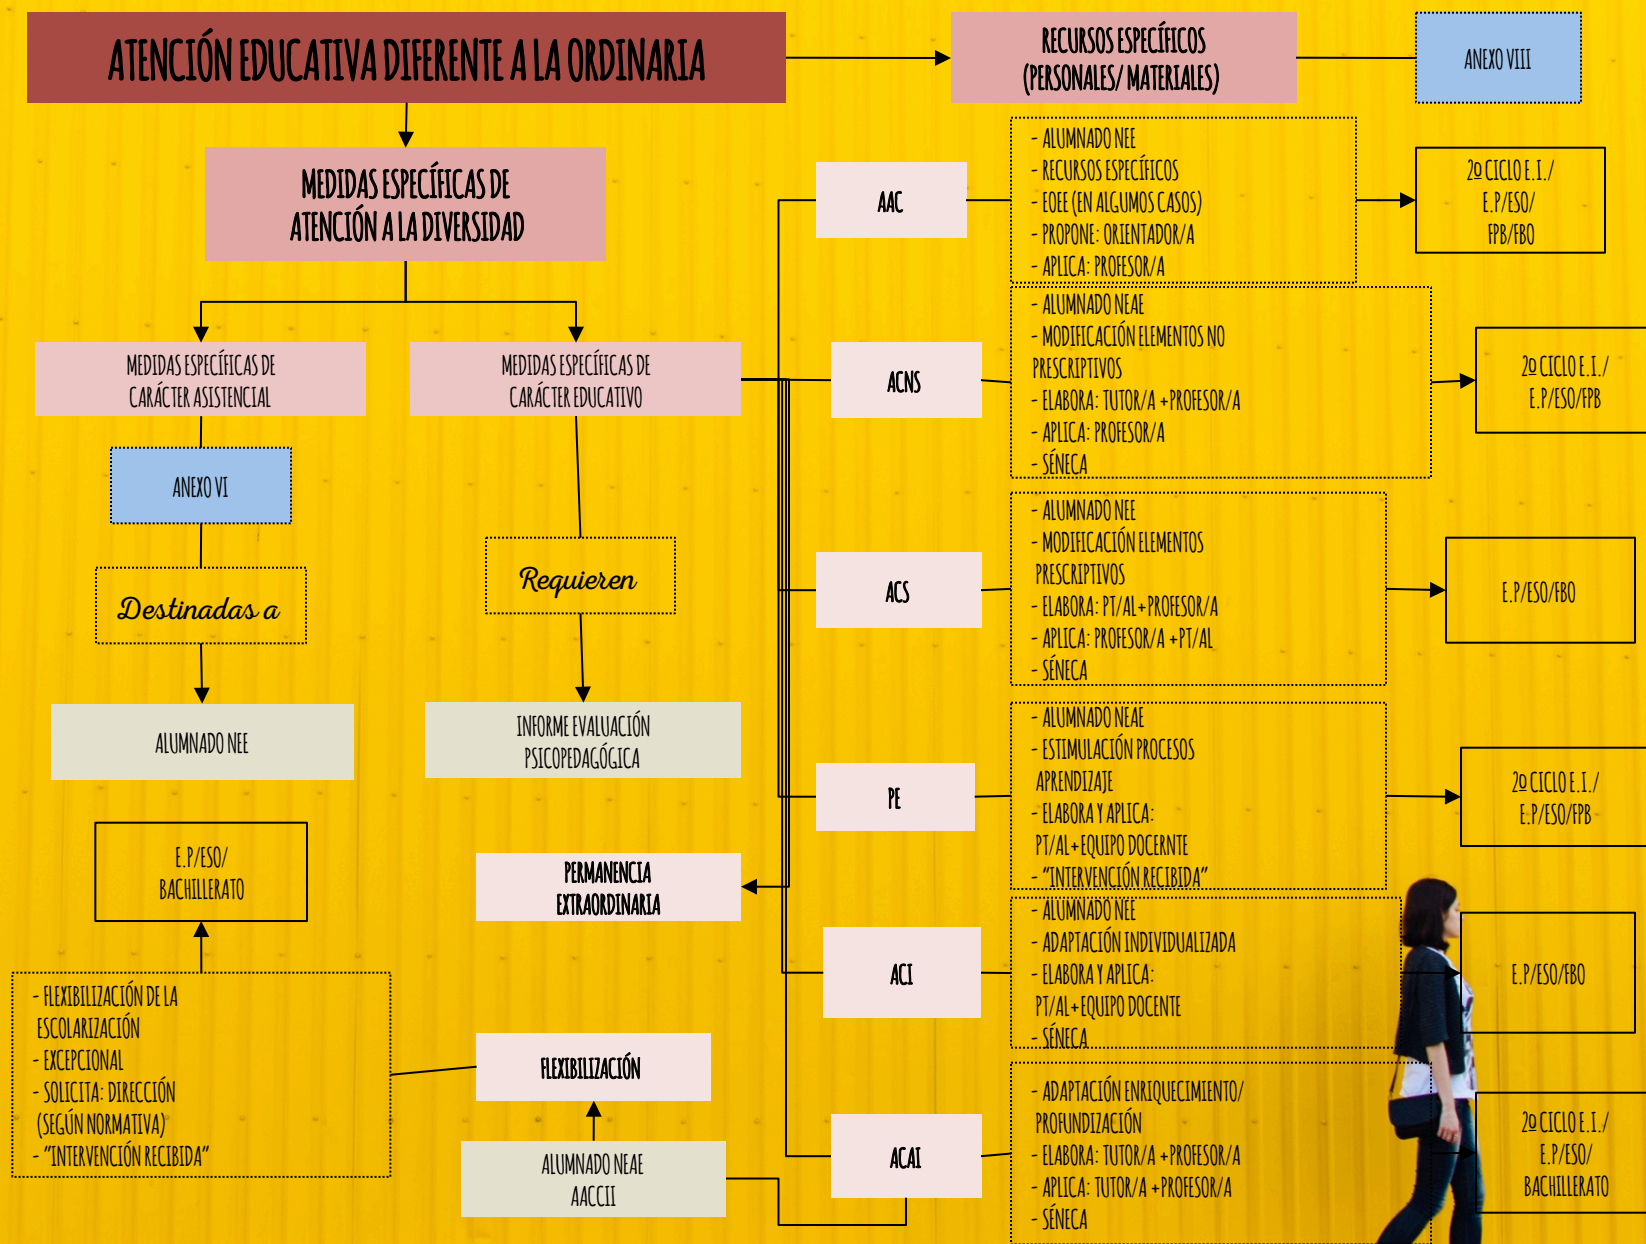 ATENCIÓN EDUCATIVA DIFERENTE A LA ORDINARIA
RECURSOS ESPECÍFICOS
(PERSONALES/ MATERIALES)
ANEXO VIII
MEDIDAS ESPECÍFICAS DE
ATENCIÓN A LA DIVERSIDAD
MEDIDAS ESPECÍFICAS DE
CARÁCTER ASISTENCIAL
ANEXO VI
Destinadas a
ALUMNADO NEE
MEDIDAS ESPECÍFICAS DE
CARÁCTER EDUCATIVO
Requieren
INFORME EVALUACIÓN
PSICOPEDAGÓGICA
AAC
- ALUMNADO NEE
- RECURSOS ESPECÍFICOS
- EOEE (EN ALGUMOS CASOS)
- PROPONE: ORIENTADOR/A
- APLICA: PROFESOR/A
2º CICLO E.I./
E.P/ESO/
FPB/FBO
ACNS
- ALUMNADO NEAE
- MODIFICACIÓN ELEMENTOS NO
PRESCRIPTIVOS
- ELABORA: TUTOR/A +PROFESOR/A
- APLICA: PROFESOR/A
- SÉNECA
2º CICLO E.I./
E.P/ESO/FPB
ACS
- ALUMNADO NEE
- MODIFICACIÓN ELEMENTOS
PRESCRIPTIVOS
- ELABORA: PT/AL+PROFESOR/A
- APLICA: PROFESOR/A +PT/AL
- SÉNECA
E.P/ESO/FBO
PE
- ALUMNADO NEAE
- ESTIMULACIÓN PROCESOS
APRENDIZAJE
- ELABORA Y APLICA:
PT/AL+EQUIPO DOCERNTE
- "INTERVENCIÓN RECIBIDA"
2º CICLO E.I./
E.P/ESO/FPB
PERMANENCIA
EXTRAORDINARIA
ACI
- ALUMNADO NEE
- ADAPTACIÓN INDIVIDUALIZADA
- ELABORA Y APLICA:
PT/AL+EQUIPO DOCENTE
- SÉNECA
E.P/ESO/FBO
ACAI
- ADAPTACIÓN ENRIQUECIMIENTO/
PROFUNDIZACIÓN
- ELABORA: TUTOR/A +PROFESOR/A
- APLICA: TUTOR/A +PROFESOR/A
- SÉNECA
2º CICLO E.I./
E.P/ESO/
BACHILLERATO
ALUMNADO NEAE
AACCII
FLEXIBILIZACIÓN
- FLEXIBILIZACIÓN DE LA
ESCOLARIZACIÓN
- EXCEPCIONAL
- SOLICITA: DIRECCIÓN
(SEGÚN NORMATIVA)
- "INTERVENCIÓN RECIBIDA"
E.P/ESO/
BACHILLERATO